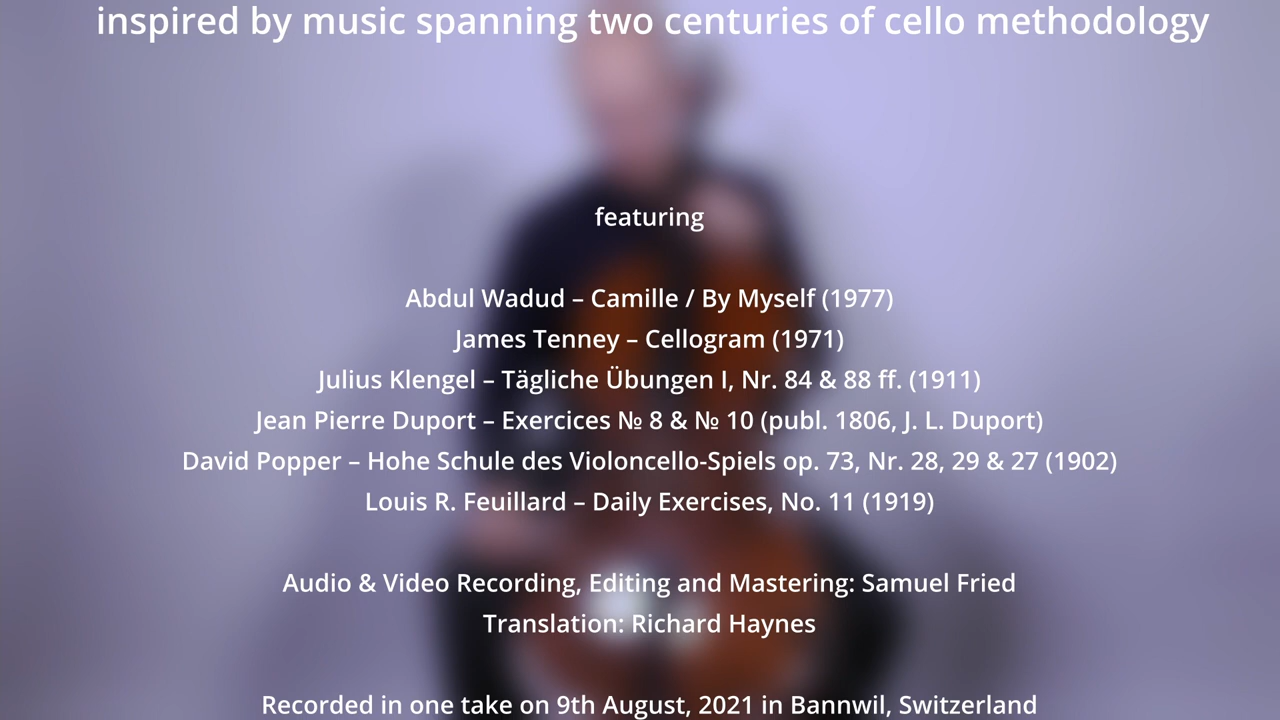 inspired by music spanning two centuries of cello methodology
featuring
Abdul Wadud – Camille / By Myself (1977)
James Tenney – Cellogram (1971)
Julius Klengel – Tägliche Übungen I, Nr. 84 & 88 ff. (1911)
Jean Pierre Duport – Exercices № 8 & № 10 (publ. 1806, J. L. Duport)
David Popper – Hohe Schule des Violoncello-Spiels op. 73, Nr. 28, 29 & 27 (1902)
Louis R. Feuillard – Daily Exercises, No. 11 (1919)
Audio & Video Recording, Editing and Mastering: Samuel Fried
Translation: Richard Haynes
Recorded in one take on 9th August, 2021 in Bannwil, Switzerland